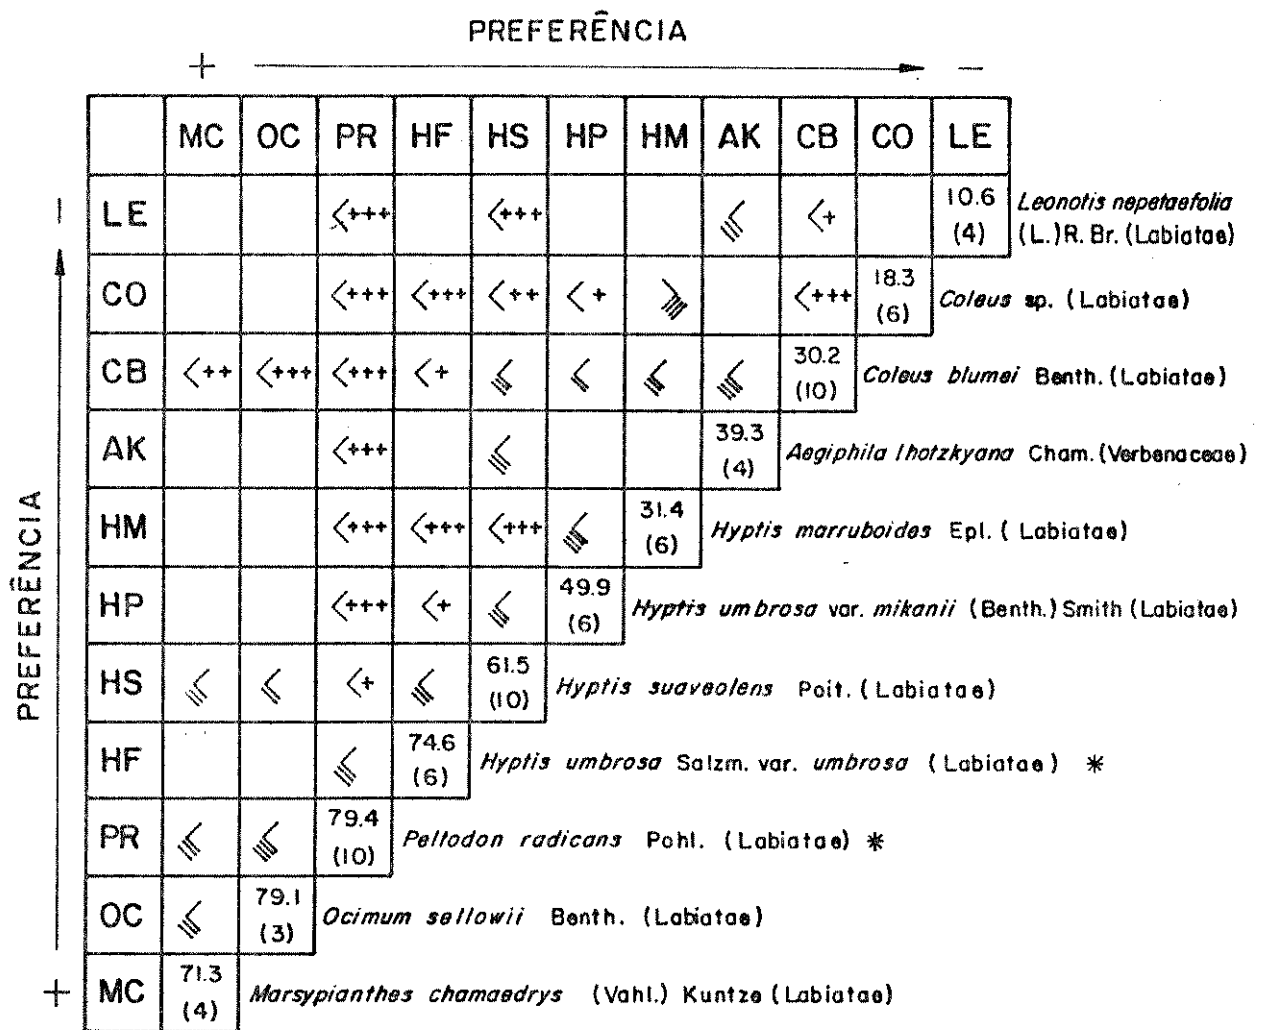 PREFERÊNCIA
+ −
MC OC PR HF HS HP HM AK CB CO LE
− LE <+++ <+++ <+ 10.6 (4) Leonotis nepetaefolia (L.) R. Br. (Labiatae)
CO <+++ <+++ <++ <+ <+++ 18.3 (6) Coleus sp. (Labiatae)
CB <++ <+++ <+++ <+ 30.2 (10) Coleus blumei Benth. (Labiatae)
AK <+++ 39.3 (4) Aegiphila lhotzkyana Cham. (Verbenaceae)
HM <+++ <+++ <+++ 31.4 (6) Hyptis marruboides Epl. (Labiatae)
HP <+++ <+ 49.9 (6) Hyptis umbrosa var. mikanii (Benth.) Smith (Labiatae)
HS <+ 61.5 (10) Hyptis suaveolens Poit. (Labiatae)
HF 74.6 (6) Hyptis umbrosa Salzm. var. umbrosa (Labiatae) *
PR 79.4 (10) Peltodon radicans Pohl. (Labiatae) *
OC 79.1 (3) Ocimum sellowii Benth. (Labiatae)
+ MC 71.3 (4) Marsypianthes chamaedrys (Vahl.) Kuntze (Labiatae)
PREFERÊNCIA